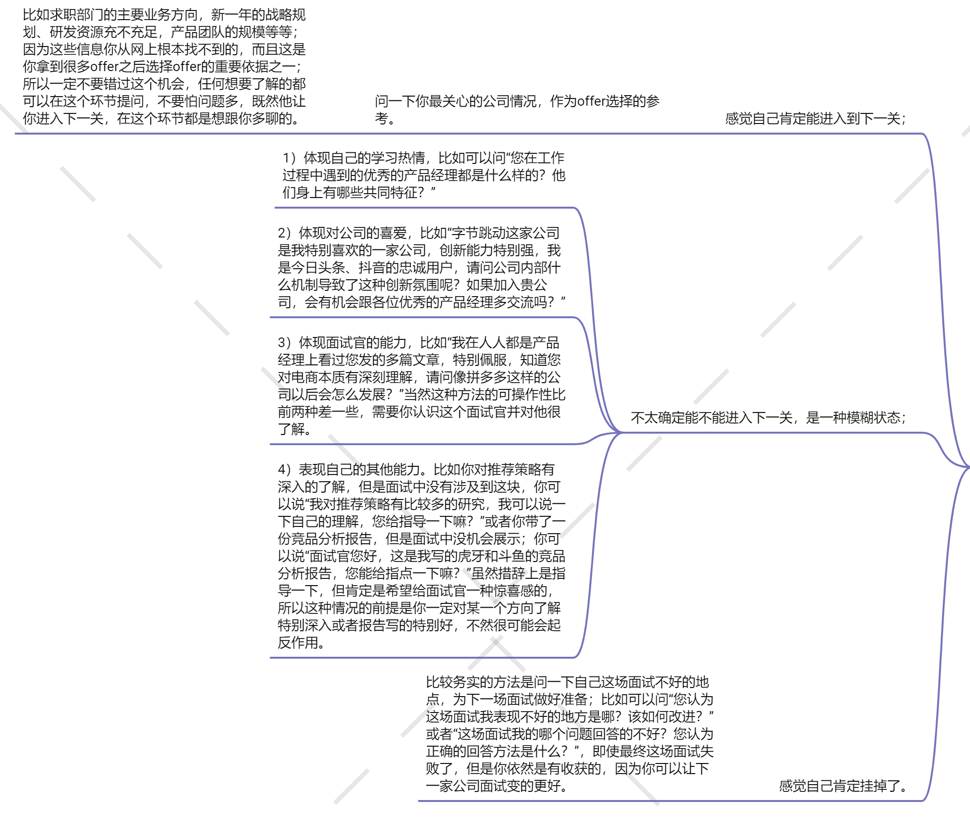 比如求职部门的主要业务方向，新一年的战略规
划、研发资源充不充足，产品团队的规模等等；
因为这些信息你从网上根本找不到的，而且这是
你拿到很多offer之后选择offer的重要依据之一；
所以一定不要错过这个机会，任何想要了解的都
可以在这个环节提问，不要怕问题多，既然他让
你进入下一关，在这个环节都是想跟你多聊的。
问一下你最关心的公司情况，作为offer选择的参
考。
感觉自己肯定能进入到下一关；
1）体现自己的学习热情，比如可以问“您在工作
过程中遇到的优秀的产品经理都是什么样的？他
们身上有哪些共同特征？”
2）体现对公司的喜爱，比如“字节跳动这家公司
是我特别喜欢的一家公司，创新能力特别强，我
是今日头条、抖音的忠诚用户，请问公司内部什
么机制导致了这种创新氛围呢？如果加入贵公
司，会有机会跟各位优秀的产品经理多交流吗？”
3）体现面试官的能力，比如“我在人人都是产品
经理上看过您发的多篇文章，特别佩服，知道您
对电商本质有深刻理解，请问像拼多多这样的公
司以后会怎么发展？”当然这种方法的可操作性比
前两种差一些，需要你认识这个面试官并对他很
了解。
不太确定能不能进入下一关，是一种模糊状态；
4）表现自己的其他能力。比如你对推荐策略有
深入的了解，但是面试中没有涉及到这块，你可
以说“我对推荐策略有比较多的研究，我可以说一
下自己的理解，您给指导一下嘛？”或者你带了一
份竞品分析报告，但是面试中没机会展示；你可
以说“面试官您好，这是我写的虎牙和斗鱼的竞品
分析报告，您能给指点一下嘛？”虽然措辞上是指
导一下，但肯定是希望给面试官一种惊喜感的，
所以这种情况的前提是你一定对某一个方向了解
特别深入或者报告写的特别好，不然很可能会起
反作用。
比较务实的方法是问一下自己这场面试不好的地
点，为下一场面试做好准备；比如可以问“您认为
这场面试我表现不好的地方是哪？该如何改进？”
或者“这场面试我的哪个问题回答的不好？您认为
正确的回答方法是什么？”，即使最终这场面试失
败了，但是你依然是有收获的，因为你可以让下
一家公司面试变的更好。
感觉自己肯定挂掉了。